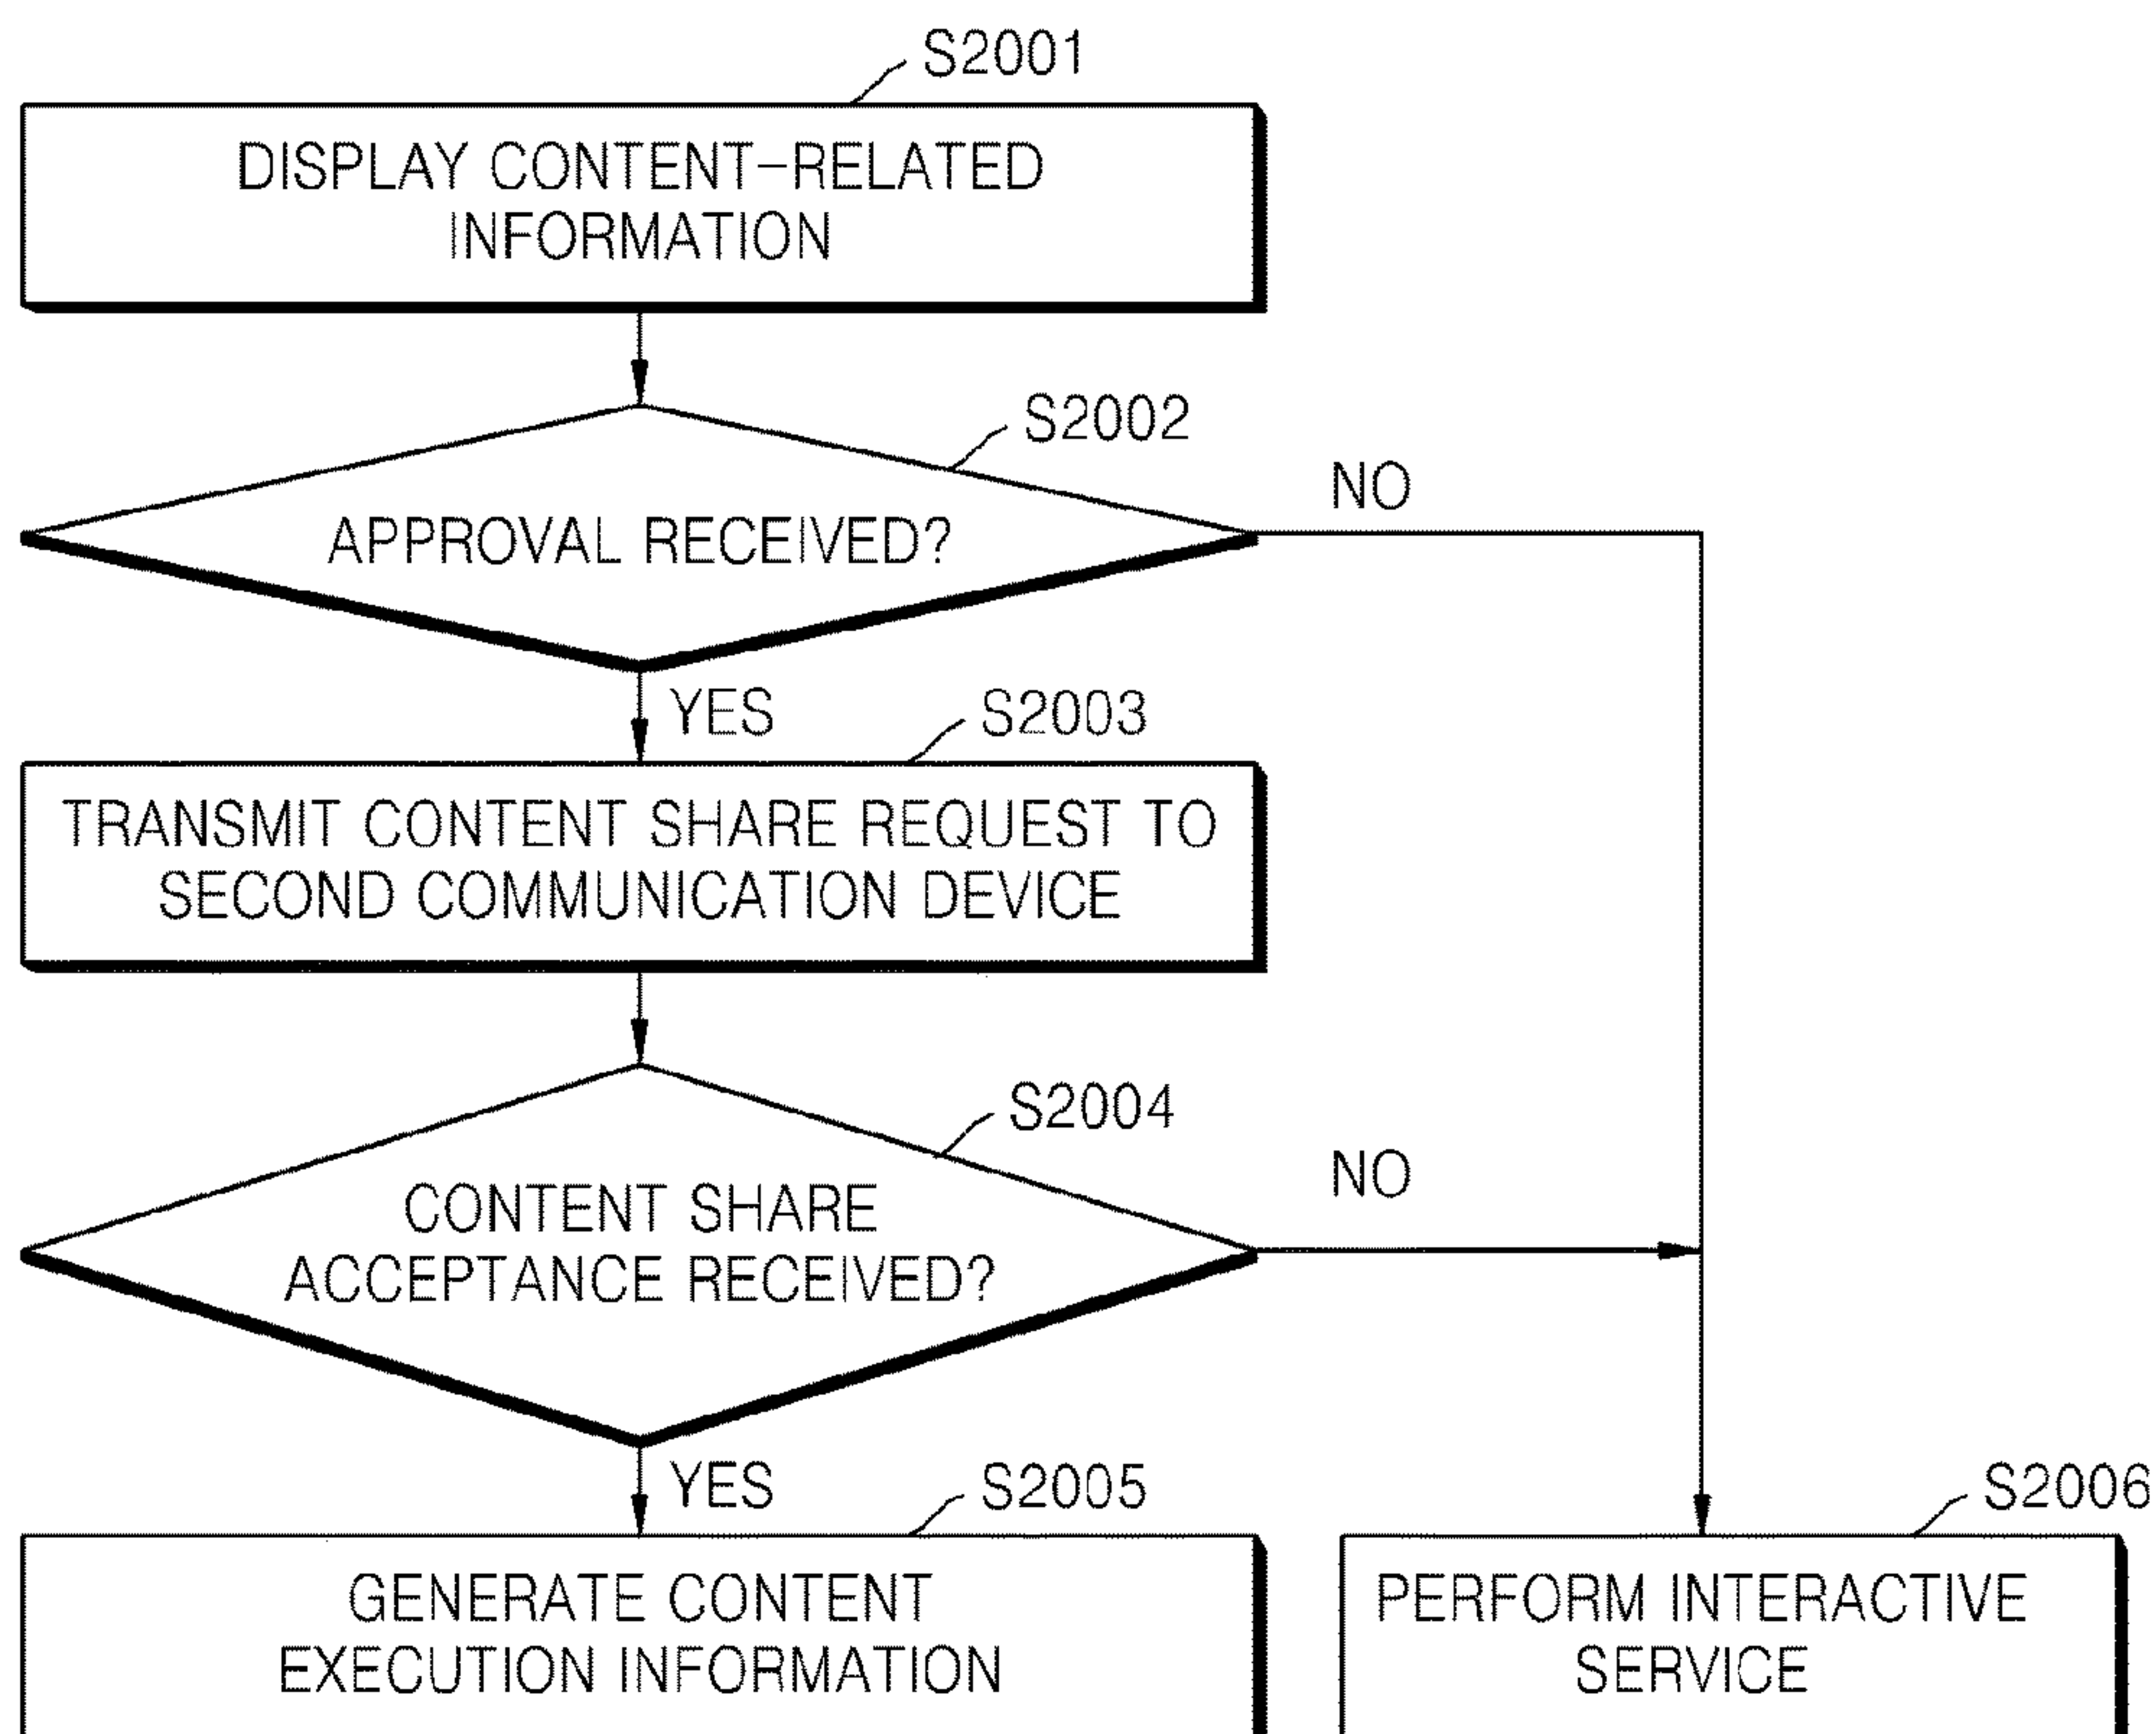 S2001
DISPLAY CONTENT-RELATED
INFORMATION
S2002
NO
APPROVAL RECEIVED?
YES
S2003
TRANSMIT CONTENT SHARE REQUEST TO
SECOND COMMUNICATION DEVICE
S2004
NO
CONTENT SHARE
ACCEPTANCE RECEIVED?
YES
S2005
S2006
GENERATE CONTENT
EXECUTION INFORMATION
PERFORM INTERACTIVE
SERVICE